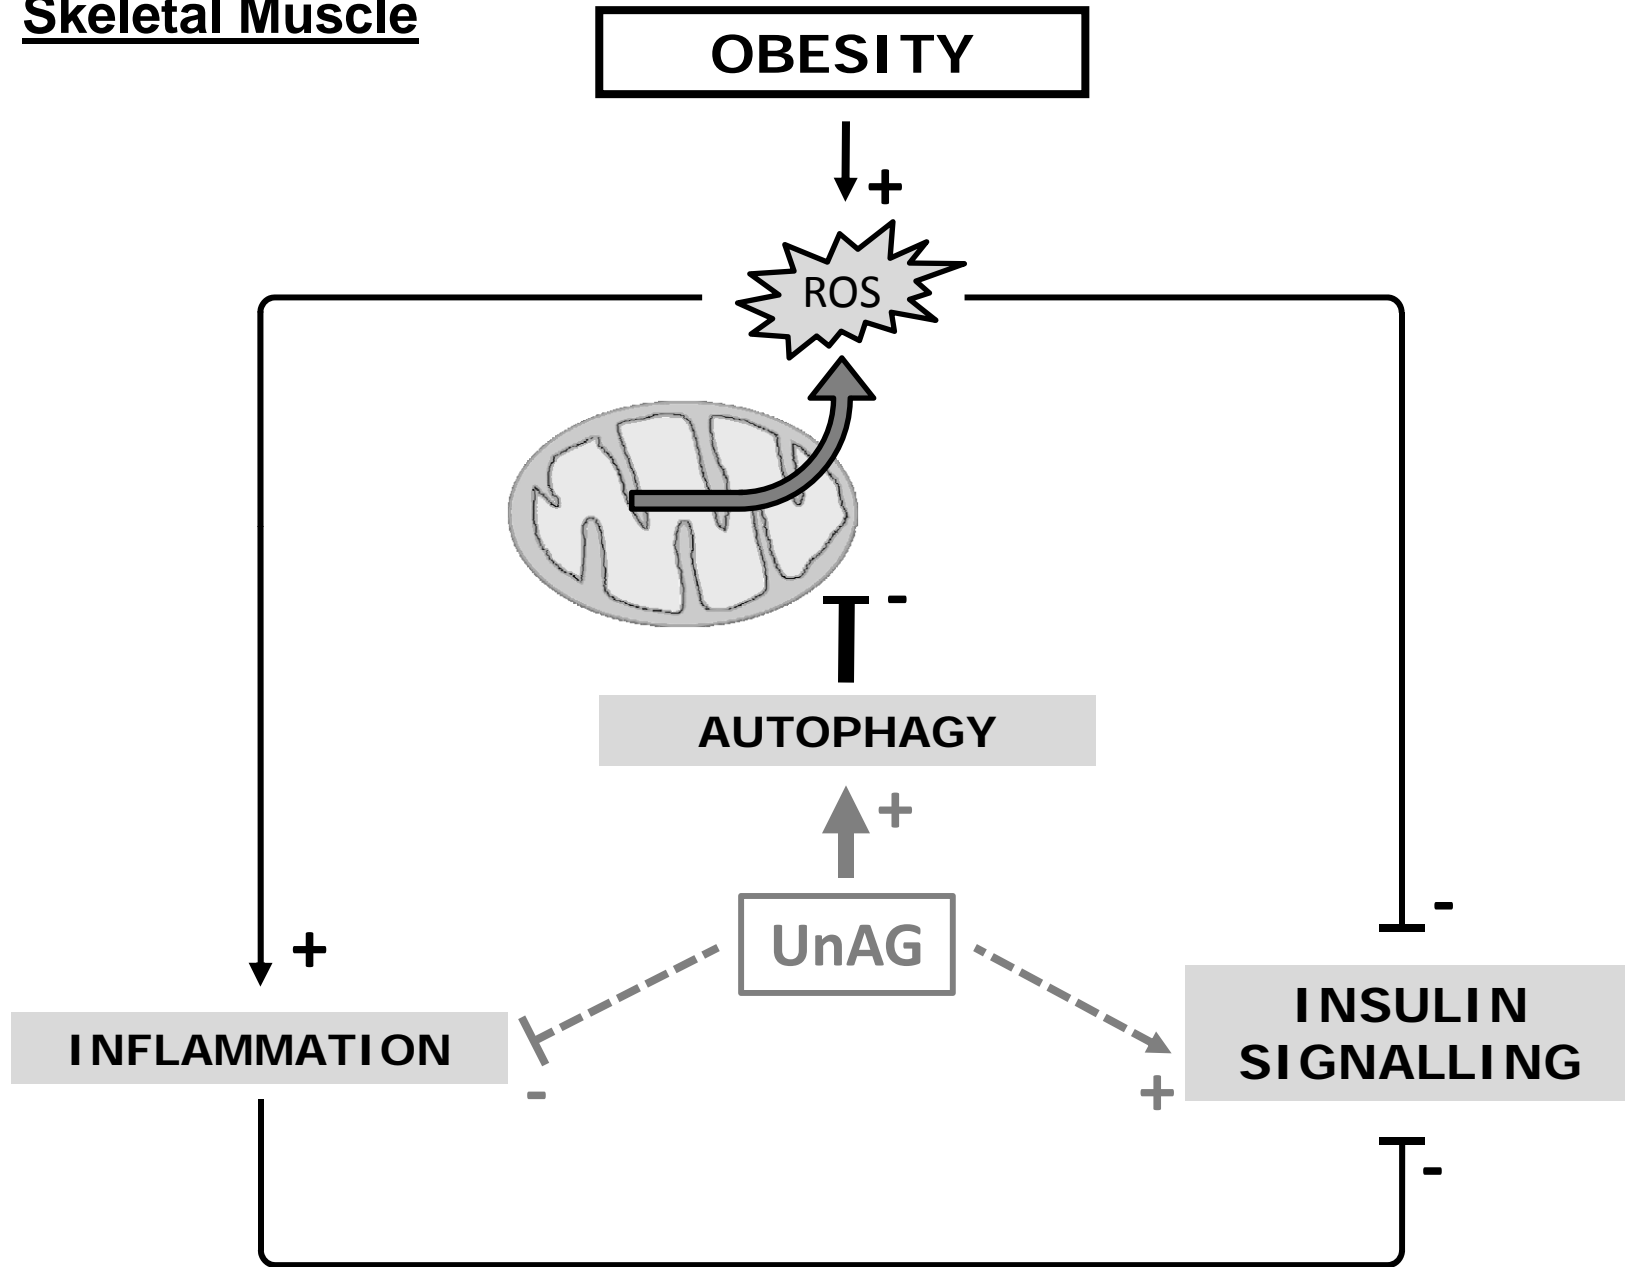 Skeletal Muscle
OBESITY
+
ROS
-
AUTOPHAGY
+
UnAG
-
+
INSULIN
SIGNALLING
INFLAMMATION
-
+
-